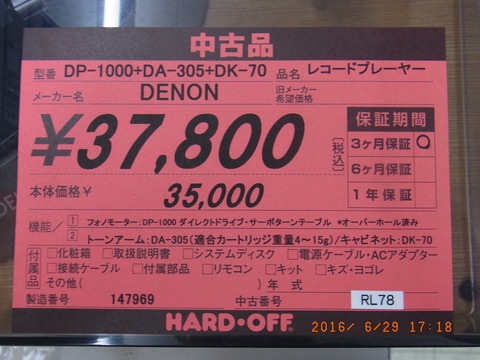 中古品
型番 DP-1000+DA-305+DK-70 品名 レコードプレーヤー
メーカー名 DENON 旧メーカー希望価格
¥37,800 [税込]
保証期間
3ヶ月保証 ○
6ヶ月保証
1年保証
本体価格¥ 35,000
機能/ 1 フォノモーター:DP-1000 ダイレクトドライブ・サーボターンテーブル *オーバーホール済み
2 トーンアーム:DA-305(適合カートリッジ重量4〜15g)/キャビネット:DK-70
付属品 □化粧箱 □取扱説明書 □システムディスク □電源ケーブル・ACアダプター
□接続ケーブル □付属部品 □リモコン □キット □キズ・ヨゴレ
その他( ) 年 式
製造番号 147969 中古番号 RL78
HARD・OFF
2016/ 6/29 17:18